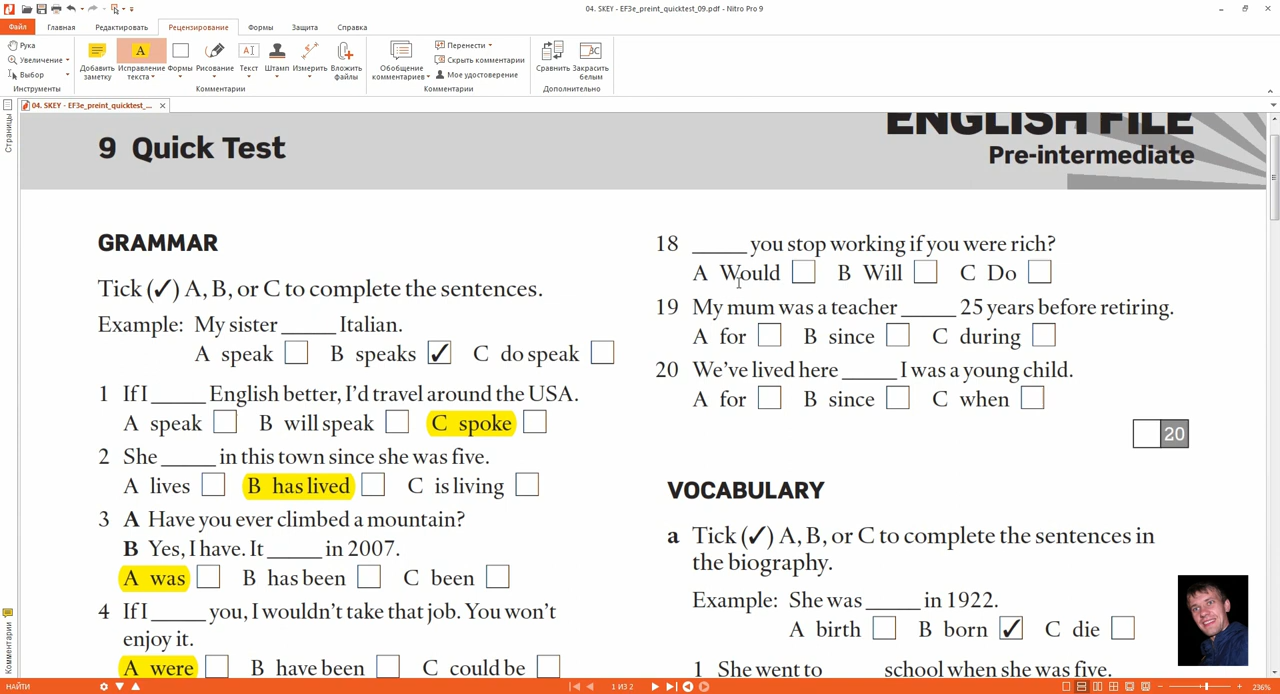 04. SKEY - EF3e_preint_quicktest_09.pdf - Nitro Pro 9
Файл Главная Редактировать Рецензирование Формы Защита Справка
Рука
Увеличение
Выбор
Инструменты
Добавить заметку
Исправление текста
Формы
Рисование
Текст
Штамп
Измерить
Вложить файлы
Комментарии
Обобщение комментариев
Перенести
Скрыть комментарии
Мое удостоверение
Комментарии
Сравнить
Закрасить белым
Дополнительно
04. SKEY - EF3e_preint_quicktest_...
Страницы
9 Quick Test
ENGLISH FILE
Pre-intermediate
GRAMMAR
Tick (✓) A, B, or C to complete the sentences.
Example: My sister _____ Italian.
A speak B speaks ✓ C do speak
1 If I _____ English better, I’d travel around the USA.
A speak B will speak C spoke
2 She _____ in this town since she was five.
A lives B has lived C is living
3 A Have you ever climbed a mountain?
B Yes, I have. It _____ in 2007.
A was B has been C been
4 If I _____ you, I wouldn’t take that job. You won’t
enjoy it.
A were B have been C could be
18 _____ you stop working if you were rich?
A Would B Will C Do
19 My mum was a teacher _____ 25 years before retiring.
A for B since C during
20 We’ve lived here _____ I was a young child.
A for B since C when
20
VOCABULARY
a Tick (✓) A, B, or C to complete the sentences in
the biography.
Example: She was _____ in 1922.
A birth B born ✓ C die
1 She went to _____ school when she was five.
Комментарии
НАЙТИ
1 ИЗ 2
236%